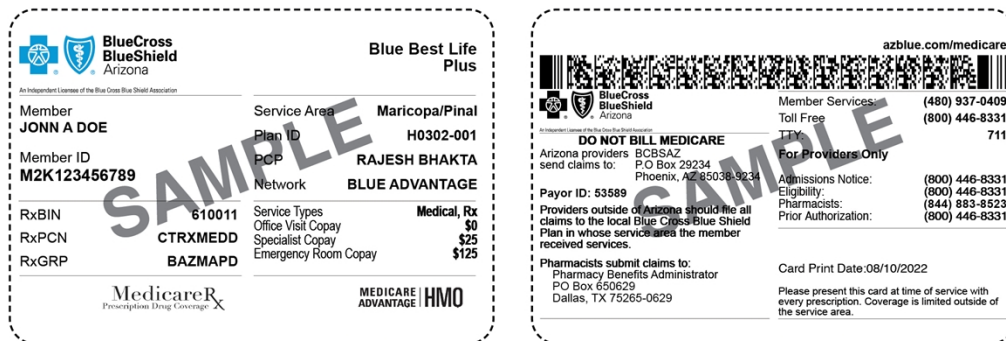 BlueCross
BlueShield
Arizona
An Independent Licensee of the Blue Cross Blue Shield Association
Blue Best Life
Plus
Member
JONN A DOE
Member ID
M2K123456789
RxBIN 610011
RxPCN CTRXMEDD
RxGRP BAZMAPD
Service Area Maricopa/Pinal
Plan ID H0302-001
PCP RAJESH BHAKTA
Network BLUE ADVANTAGE
Service Types Medical, Rx
Office Visit Copay $0
Specialist Copay $25
Emergency Room Copay $125
MedicareRx
Prescription Drug Coverage
MEDICARE ADVANTAGE HMO
SAMPLE
azblue.com/medicare
BlueCross
BlueShield
Arizona
An Independent Licensee of the Blue Cross Blue Shield Association
DO NOT BILL MEDICARE
Arizona providers BCBSAZ
send claims to: P.O Box 29234
Phoenix, AZ 85038-9234
Payor ID: 53589
Providers outside of Arizona should file all
claims to the local Blue Cross Blue Shield
Plan in whose service area the member
received services.
Pharmacists submit claims to:
Pharmacy Benefits Administrator
PO Box 650629
Dallas, TX 75265-0629
Member Services: (480) 937-0409
Toll Free (800) 446-8331
TTY: 711
For Providers Only
Admissions Notice: (800) 446-8331
Eligibility: (800) 446-8331
Pharmacists: (844) 883-8523
Prior Authorization: (800) 446-8331
Card Print Date:08/10/2022
Please present this card at time of service with
every prescription. Coverage is limited outside of
the service area.
SAMPLE